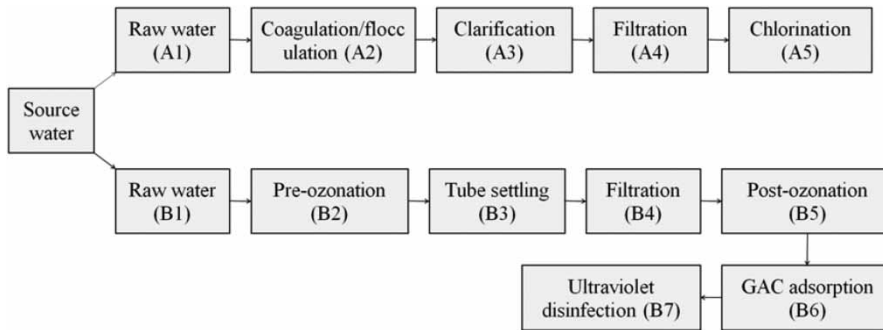 Source
water
Raw water
(A1)
Coagulation/flocc
ulation (A2)
Clarification
(A3)
Filtration
(A4)
Chlorination
(A5)
Raw water
(B1)
Pre-ozonation
(B2)
Tube settling
(B3)
Filtration
(B4)
Post-ozonation
(B5)
GAC adsorption
(B6)
Ultraviolet
disinfection (B7)